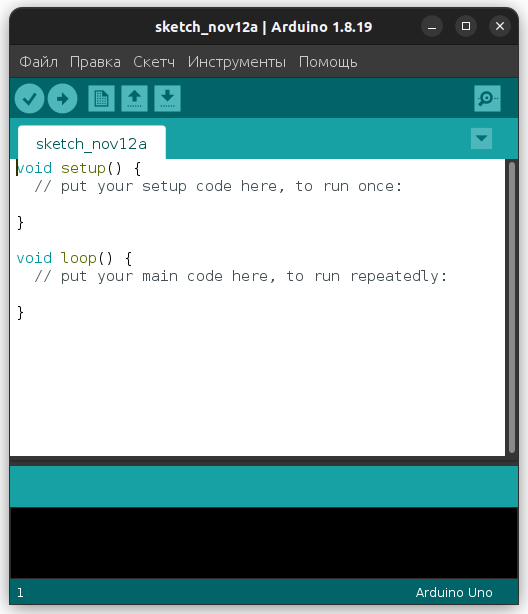 sketch_nov12a | Arduino 1.8.19
Файл Правка Скетч Инструменты Помощь
sketch_nov12a
void setup() {
  // put your setup code here, to run once:
}
void loop() {
  // put your main code here, to run repeatedly:
}
1 Arduino Uno